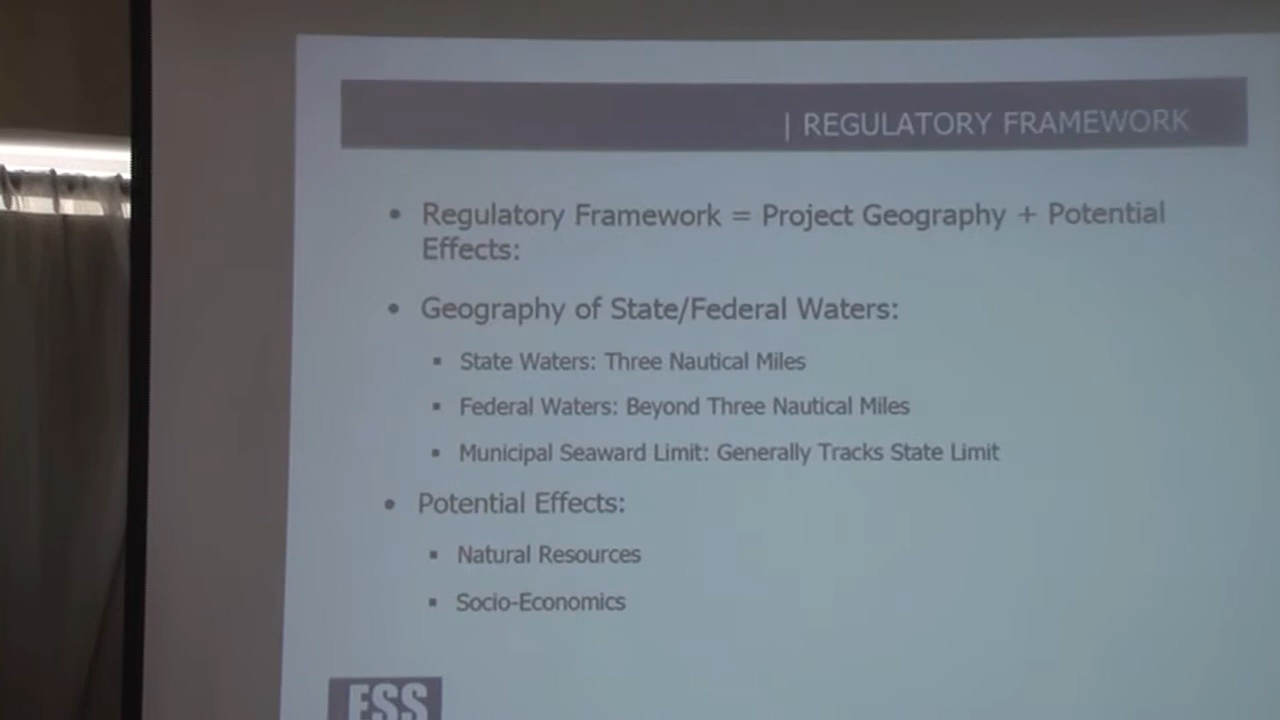 | REGULATORY FRAMEWORK
• Regulatory Framework = Project Geography + Potential
Effects:
• Geography of State/Federal Waters:
▪ State Waters: Three Nautical Miles
▪ Federal Waters: Beyond Three Nautical Miles
▪ Municipal Seaward Limit: Generally Tracks State Limit
• Potential Effects:
▪ Natural Resources
▪ Socio-Economics
ESS